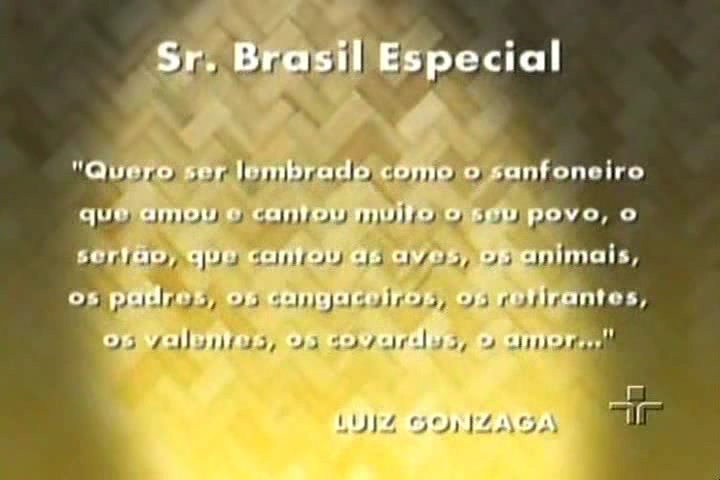 Sr. Brasil Especial
"Quero ser lembrado como o sanfoneiro
que amou e cantou muito o seu povo, o
sertão, que cantou as aves, os animais,
os padres, os cangaceiros, os retirantes,
os valentes, os covardes, o amor..."
LUIZ GONZAGA